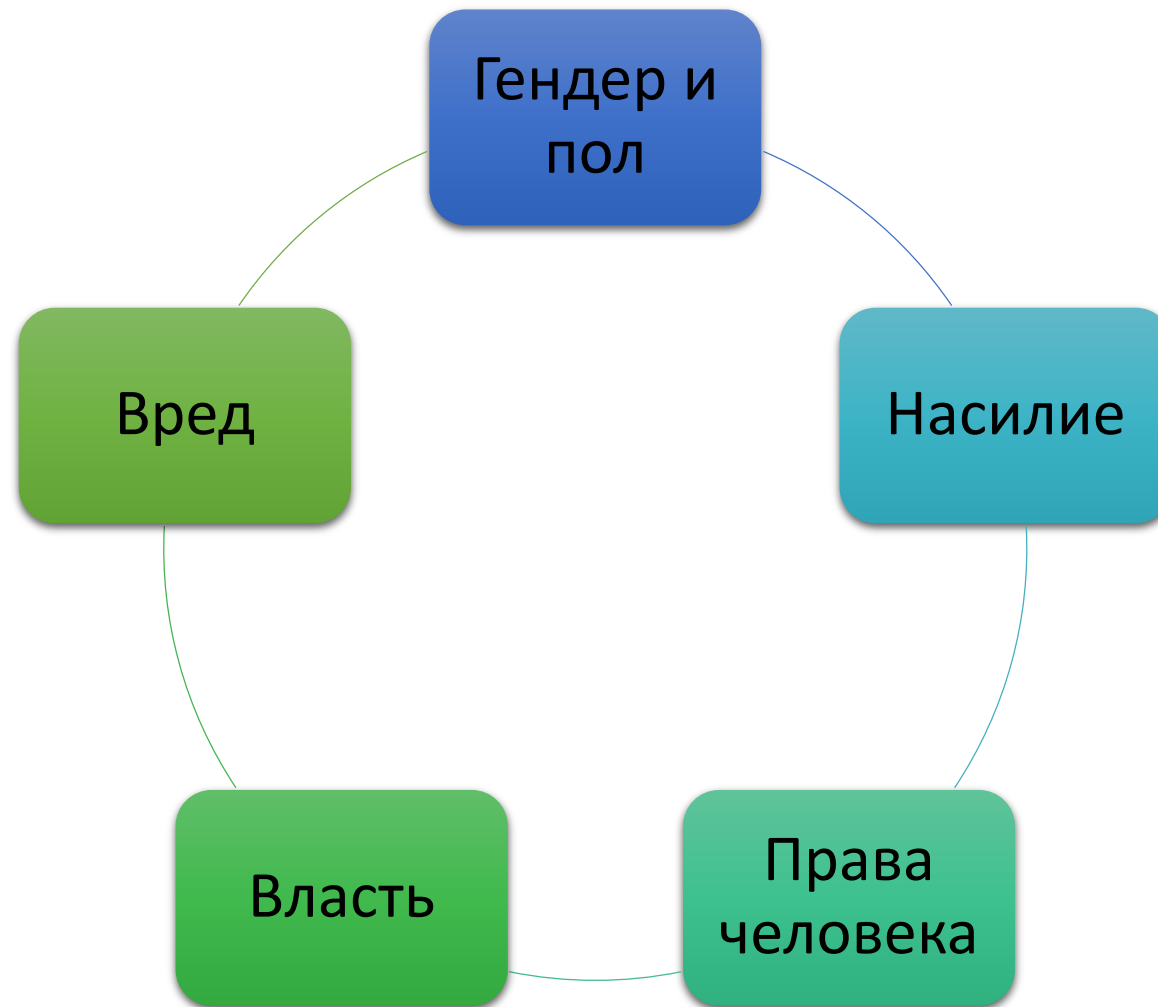 Гендер и
пол
Насилие
Права
человека
Власть
Вред